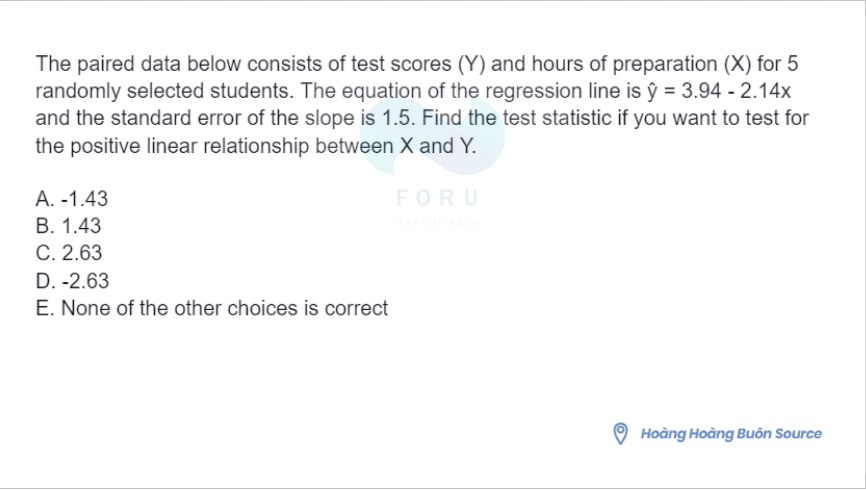 The paired data below consists of test scores (Y) and hours of preparation (X) for 5
randomly selected students. The equation of the regression line is ŷ = 3.94 - 2.14x
and the standard error of the slope is 1.5. Find the test statistic if you want to test for
the positive linear relationship between X and Y.
A. -1.43
FORU
B. 1.43
C. 2.63
D. -2.63
E. None of the other choices is correct
Hoàng Hoàng Buôn Source